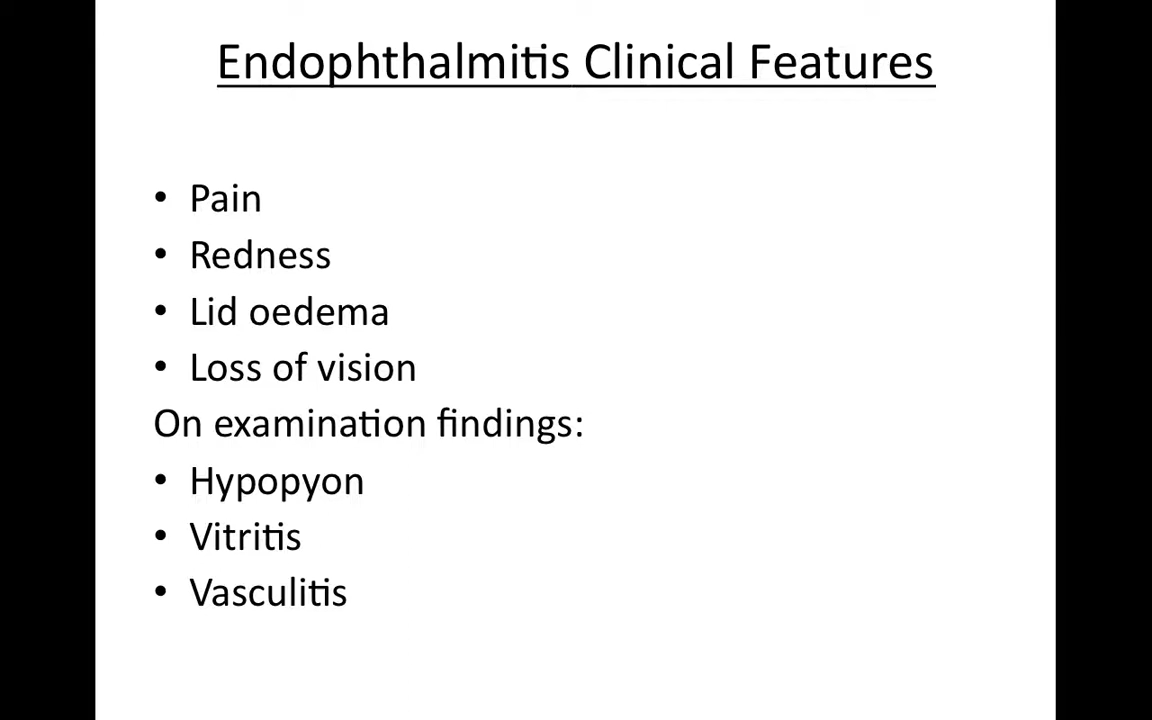 Endophthalmitis Clinical Features
• Pain
• Redness
• Lid oedema
• Loss of vision
On examination findings:
• Hypopyon
• Vitritis
• Vasculitis